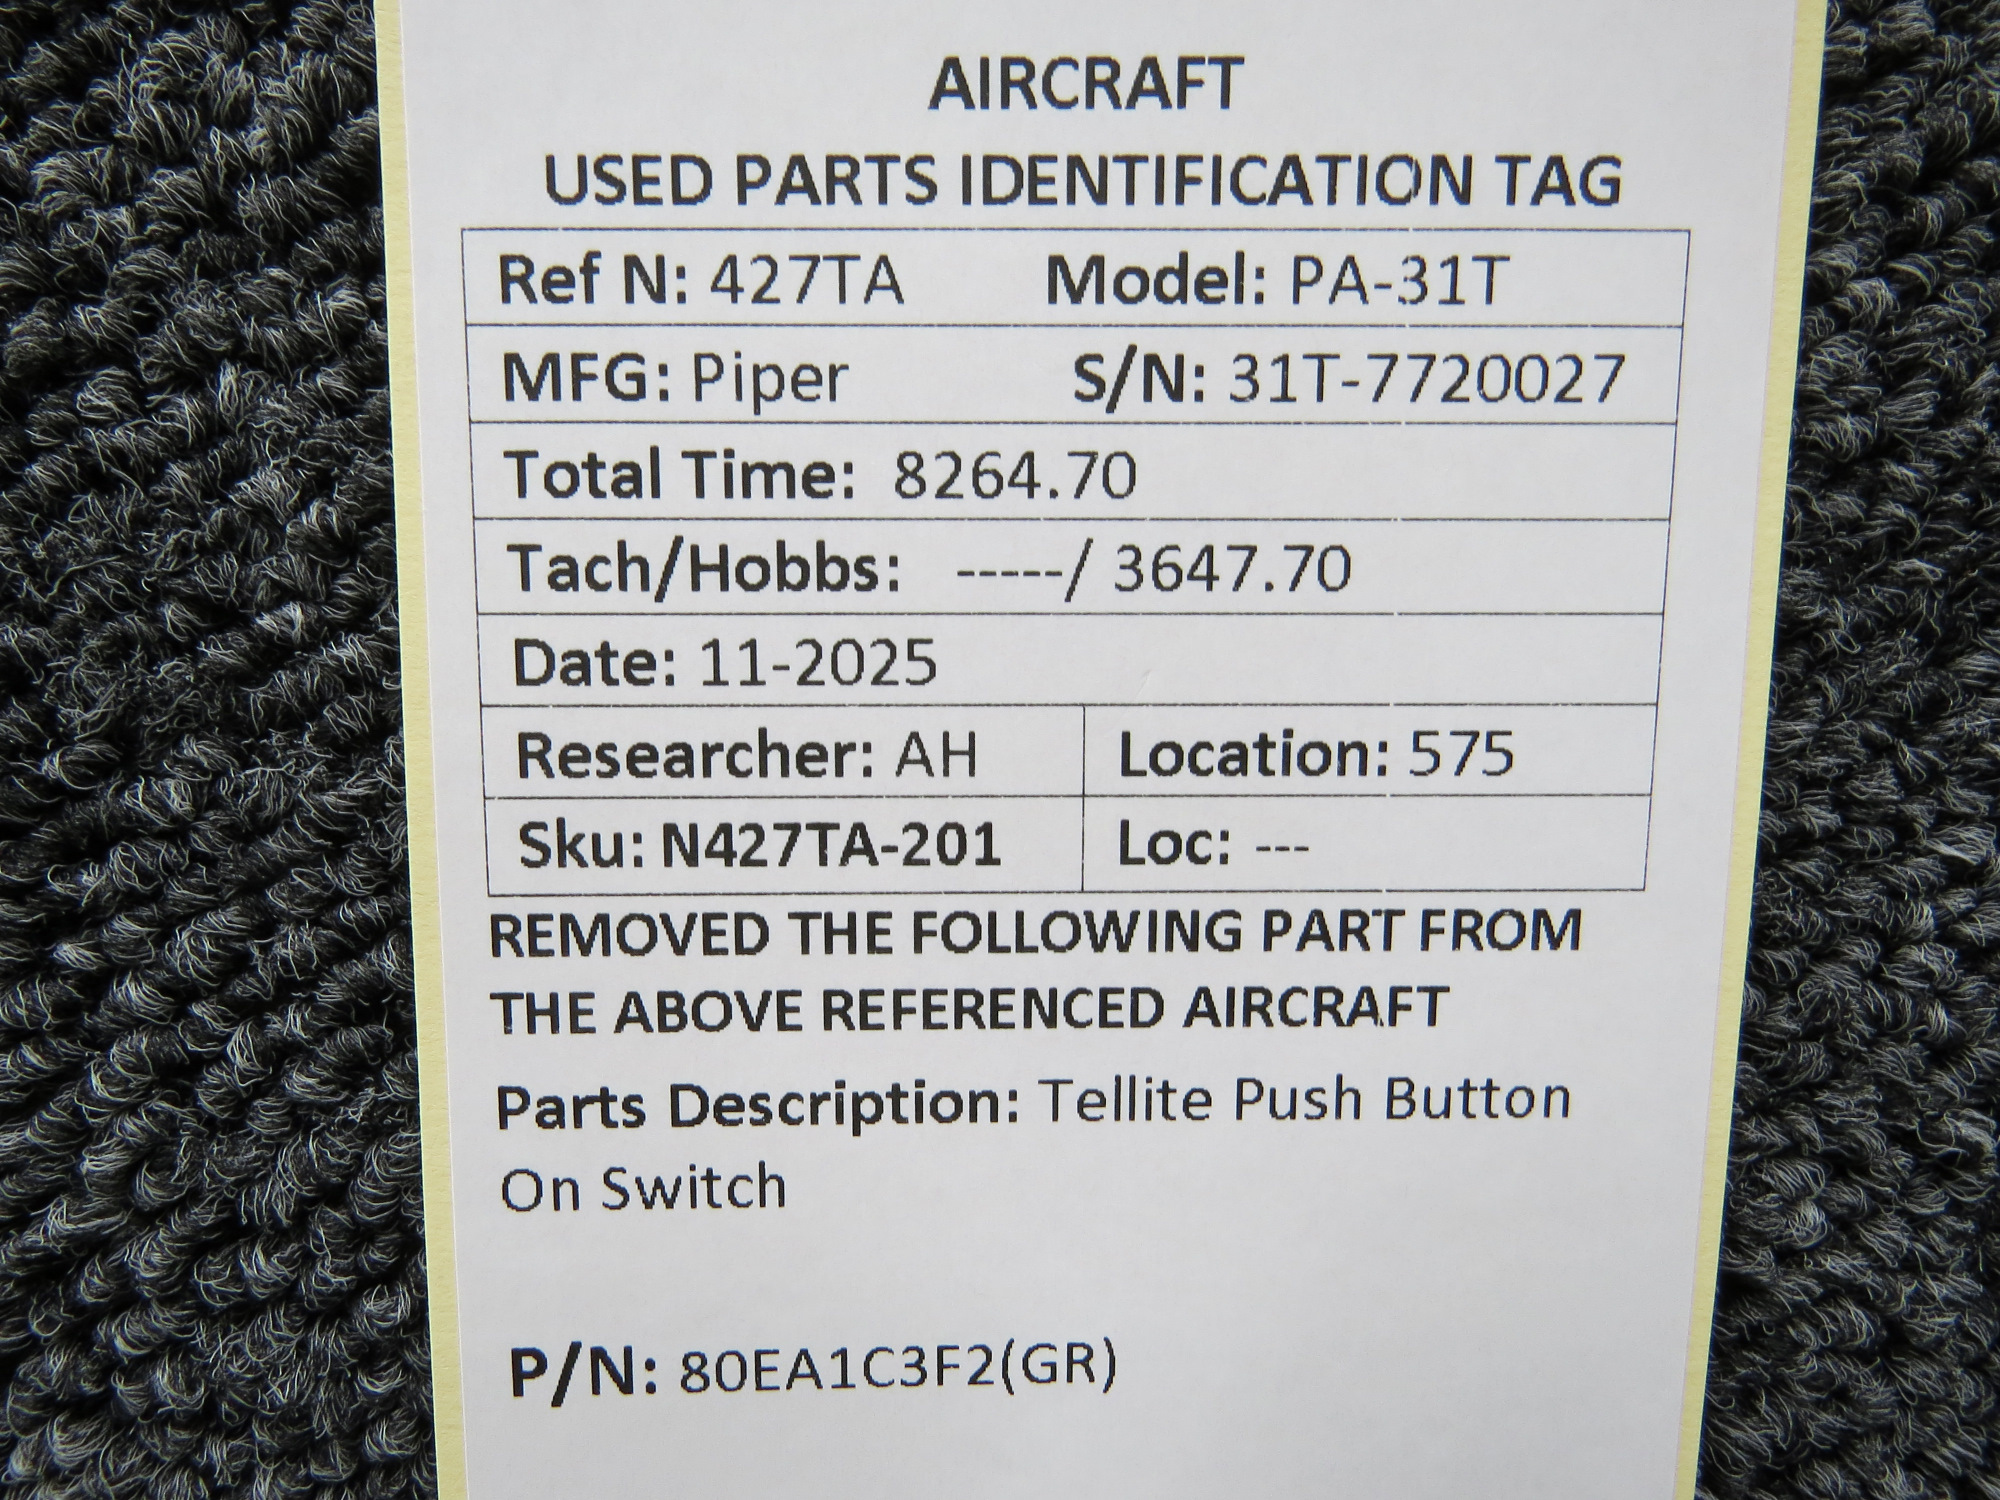 AIRCRAFT
USED PARTS IDENTIFICATION TAG
Ref N: 427TA Model: PA-31T
MFG: Piper S/N: 31T-7720027
Total Time: 8264.70
Tach/Hobbs: -----/ 3647.70
Date: 11-2025
Researcher: AH Location: 575
Sku: N427TA-201 Loc: ---
REMOVED THE FOLLOWING PART FROM
THE ABOVE REFERENCED AIRCRAFT
Parts Description: Tellite Push Button
On Switch
P/N: 80EA1C3F2(GR)